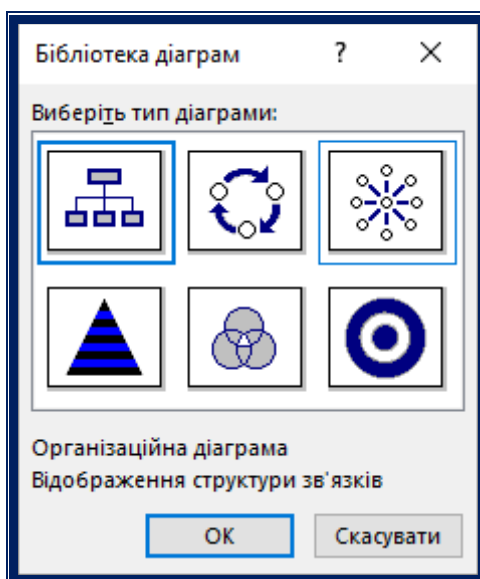 Бібліотека діаграм ?
Виберіть тип діаграми:
Організаційна діаграма
Відображення структури зв'язків
ОК Скасувати